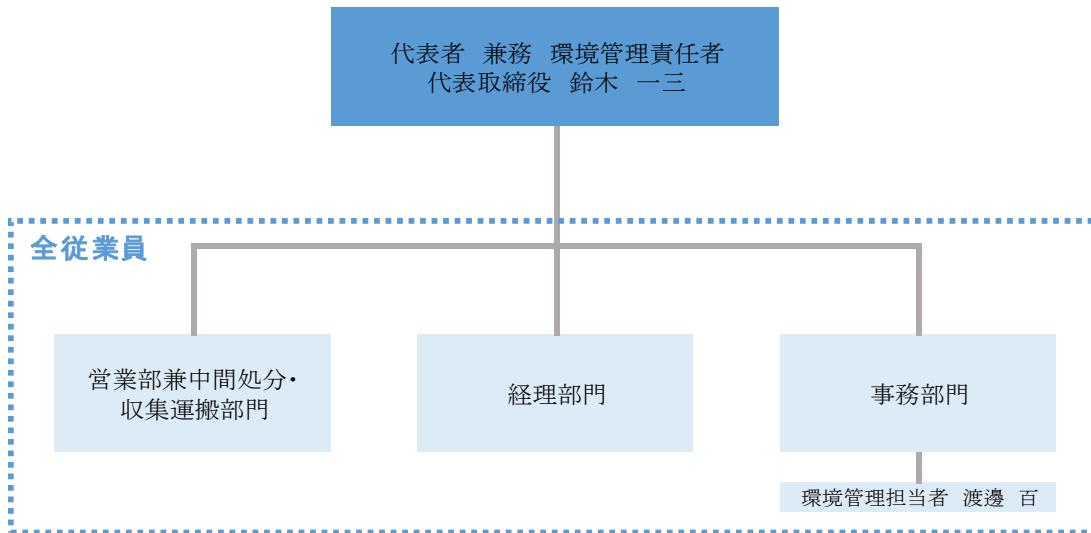 代表者　兼務　環境管理責任者
代表取締役　鈴木　一三
全従業員
営業部兼中間処分・
収集運搬部門
経理部門
事務部門
環境管理担当者　渡邊　百